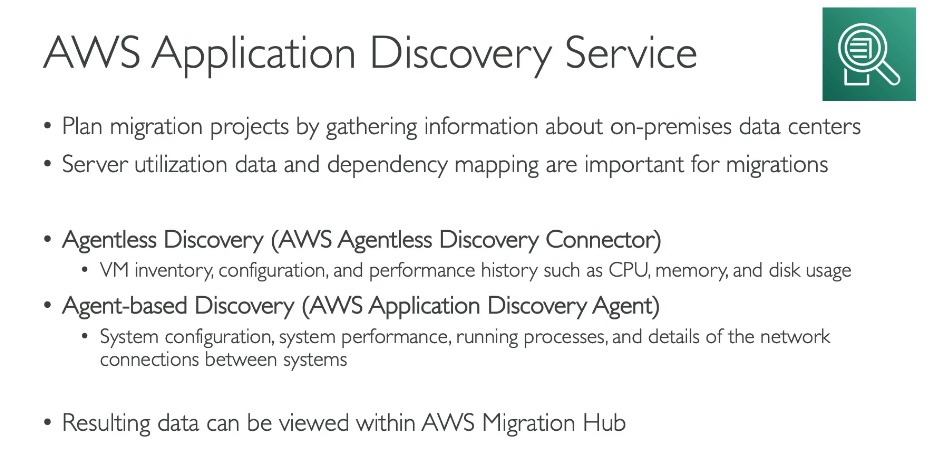 AWS Application Discovery Service
• Plan migration projects by gathering information about on-premises data centers
• Server utilization data and dependency mapping are important for migrations
• Agentless Discovery (AWS Agentless Discovery Connector)
• VM inventory, configuration, and performance history such as CPU, memory, and disk usage
• Agent-based Discovery (AWS Application Discovery Agent)
• System configuration, system performance, running processes, and details of the network
connections between systems
• Resulting data can be viewed within AWS Migration Hub